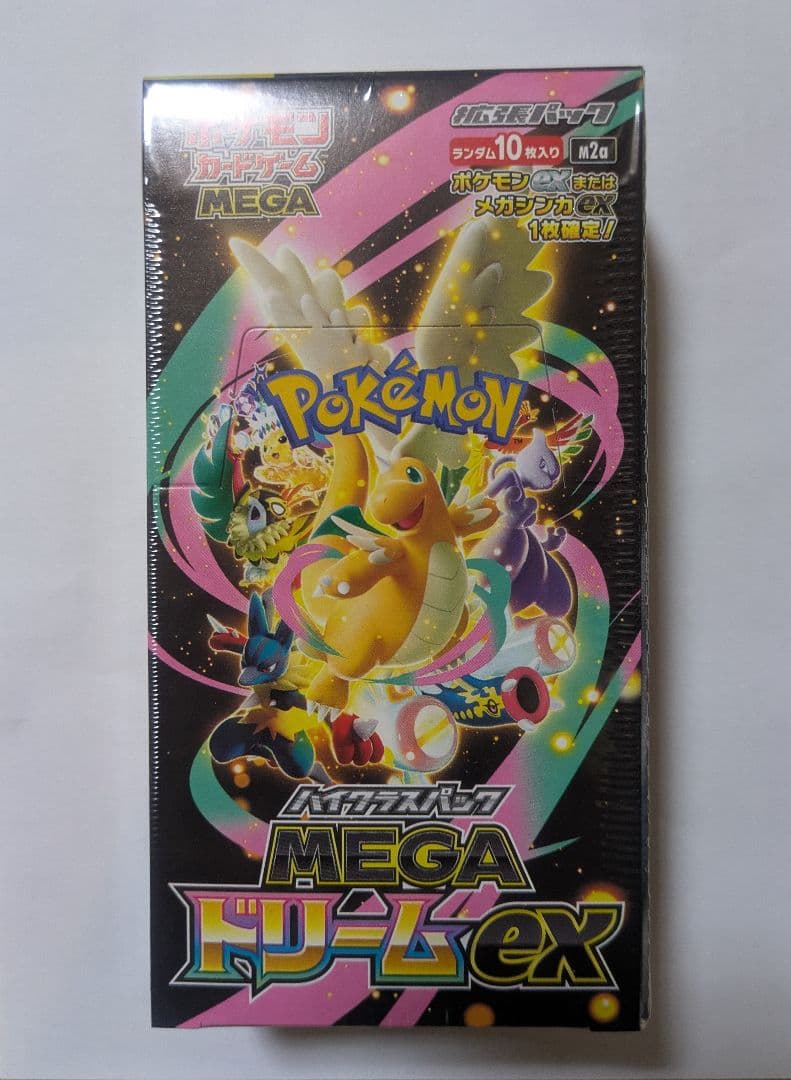 ポケモン
カードゲーム
MEGA
拡張パック
ランダム10枚入り M2a
ポケモンexまたは
メガシンカex
1枚確定!
POKéMON
TM
ハイクラスパック
MEGA
ドリームex